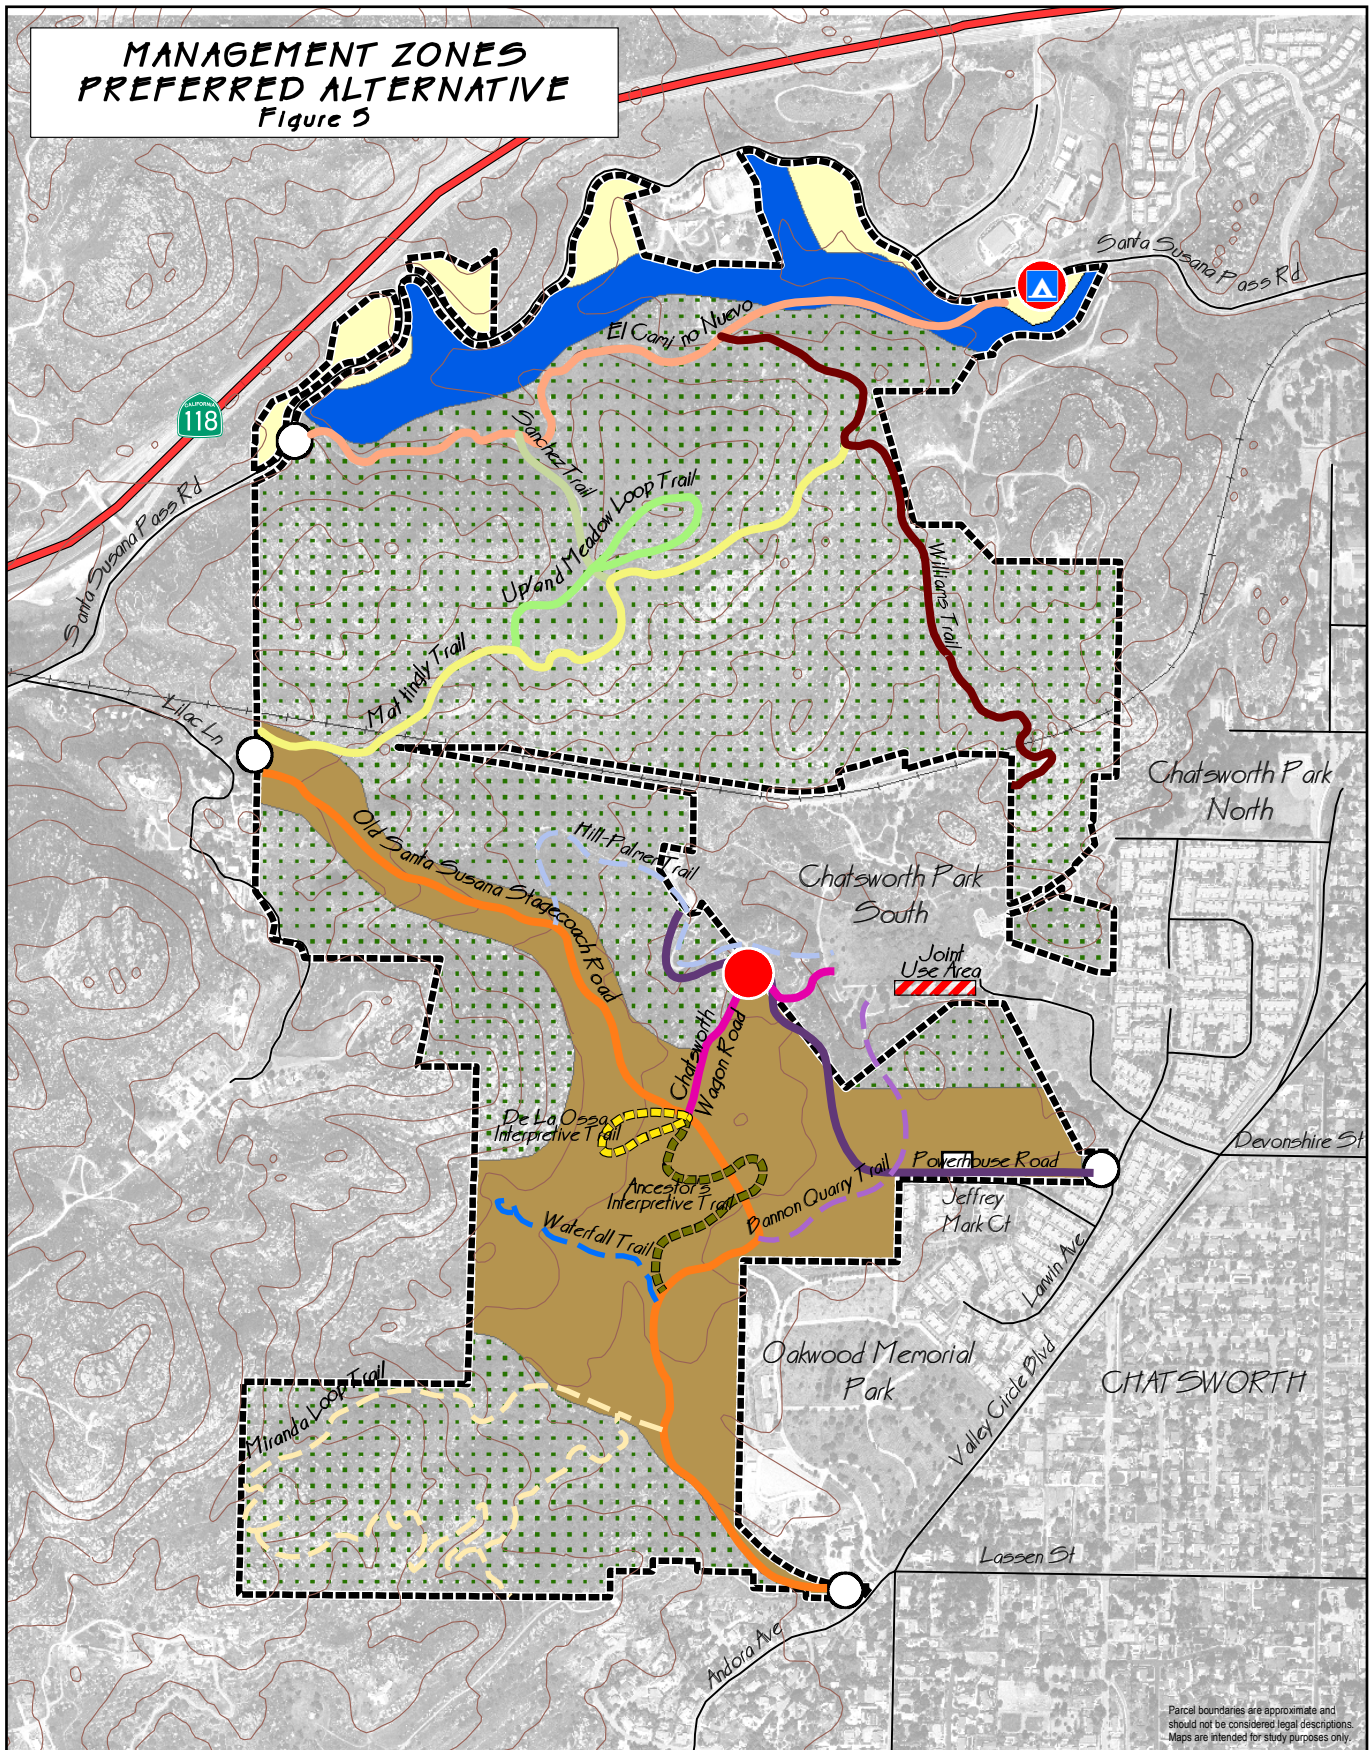 MANAGEMENT ZONES
PREFERRED ALTERNATIVE
Figure 5
Santa Susana Pass Rd
El Camino Nuevo
CALIFORNIA
118
Sanchez Trail
Upland Meadow Loop Trail
Santa Susana Pass Rd
Williams Trail
Mattingly Trail
Lilac Ln
Chatsworth Park
North
Old Santa Susana Stagecoach Road
Hill-Palmer Trail
Chatsworth Park
South
Joint
Use Area
Chatsworth
Wagon Road
De La Ossa
Interpretive Trail
Devonshire St
Powerhouse Road
Ancestor's
Interpretive Trail
Bannon Quarry Trail
Jeffrey
Mark Ct
Waterfall Trail
Larwin Ave
Oakwood Memorial
Park
Valley Circle Blvd
CHATSWORTH
Miranda Loop Trail
Lassen St
Andora Ave
Parcel boundaries are approximate and
should not be considered legal descriptions.
Maps are intended for study purposes only.